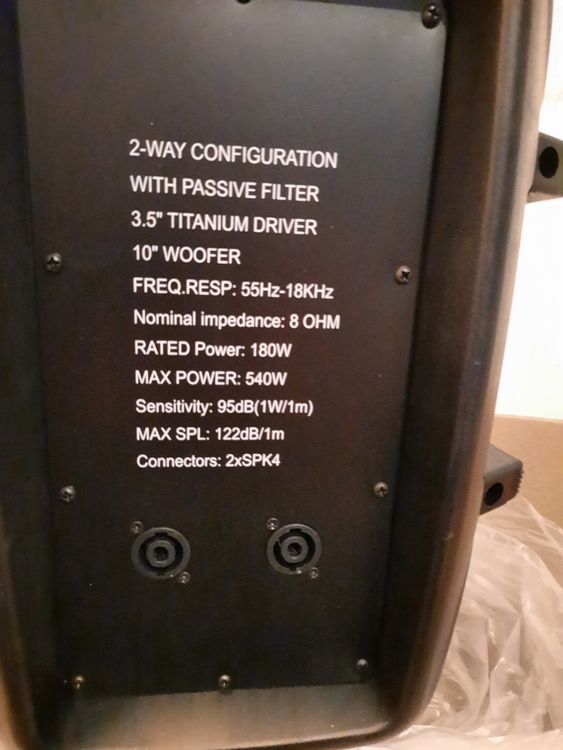 2-WAY CONFIGURATION
WITH PASSIVE FILTER
3.5" TITANIUM DRIVER
10" WOOFER
FREQ.RESP: 55Hz-18KHz
Nominal impedance: 8 OHM
RATED Power: 180W
MAX POWER: 540W
Sensitivity: 95dB(1W/1m)
MAX SPL: 122dB/1m
Connectors: 2xSPK4